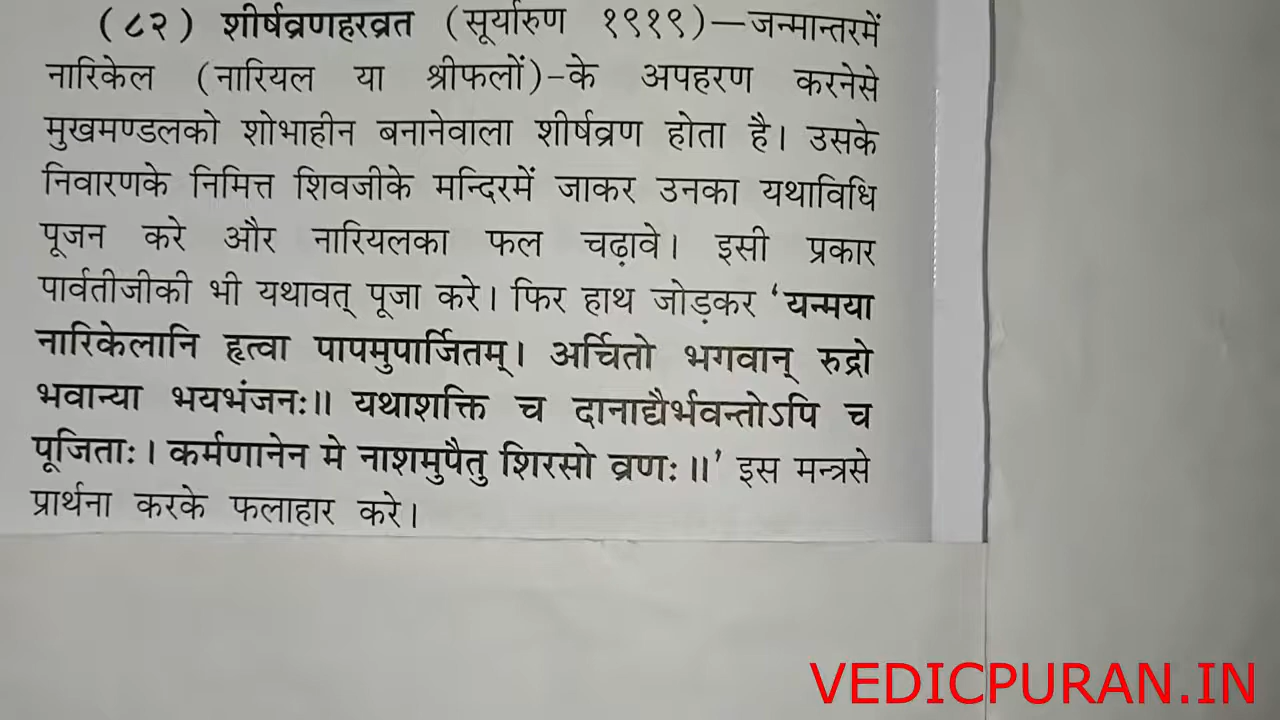 (८२) शीर्षव्रणहरव्रत (सूर्यारुण १९१९)—जन्मान्तरमें
नारिकेल (नारियल या श्रीफलों)-के अपहरण करनेसे
मुखमण्डलको शोभाहीन बनानेवाला शीर्षव्रण होता है। उसके
निवारणके निमित्त शिवजीके मन्दिरमें जाकर उनका यथाविधि
पूजन करे और नारियलका फल चढ़ावे। इसी प्रकार
पार्वतीजीकी भी यथावत् पूजा करे। फिर हाथ जोड़कर ‘यन्मया
नारिकेलानि हृत्वा पापमुपार्जितम्। अर्चितो भगवान् रुद्रो
भवान्या भयभंजनः॥ यथाशक्ति च दानाद्यैर्भवन्तोऽपि च
पूजिताः। कर्मणानेन मे नाशमुपैतु शिरसो व्रणः॥’ इस मन्त्रसे
प्रार्थना करके फलाहार करे।
VEDICPURAN.IN